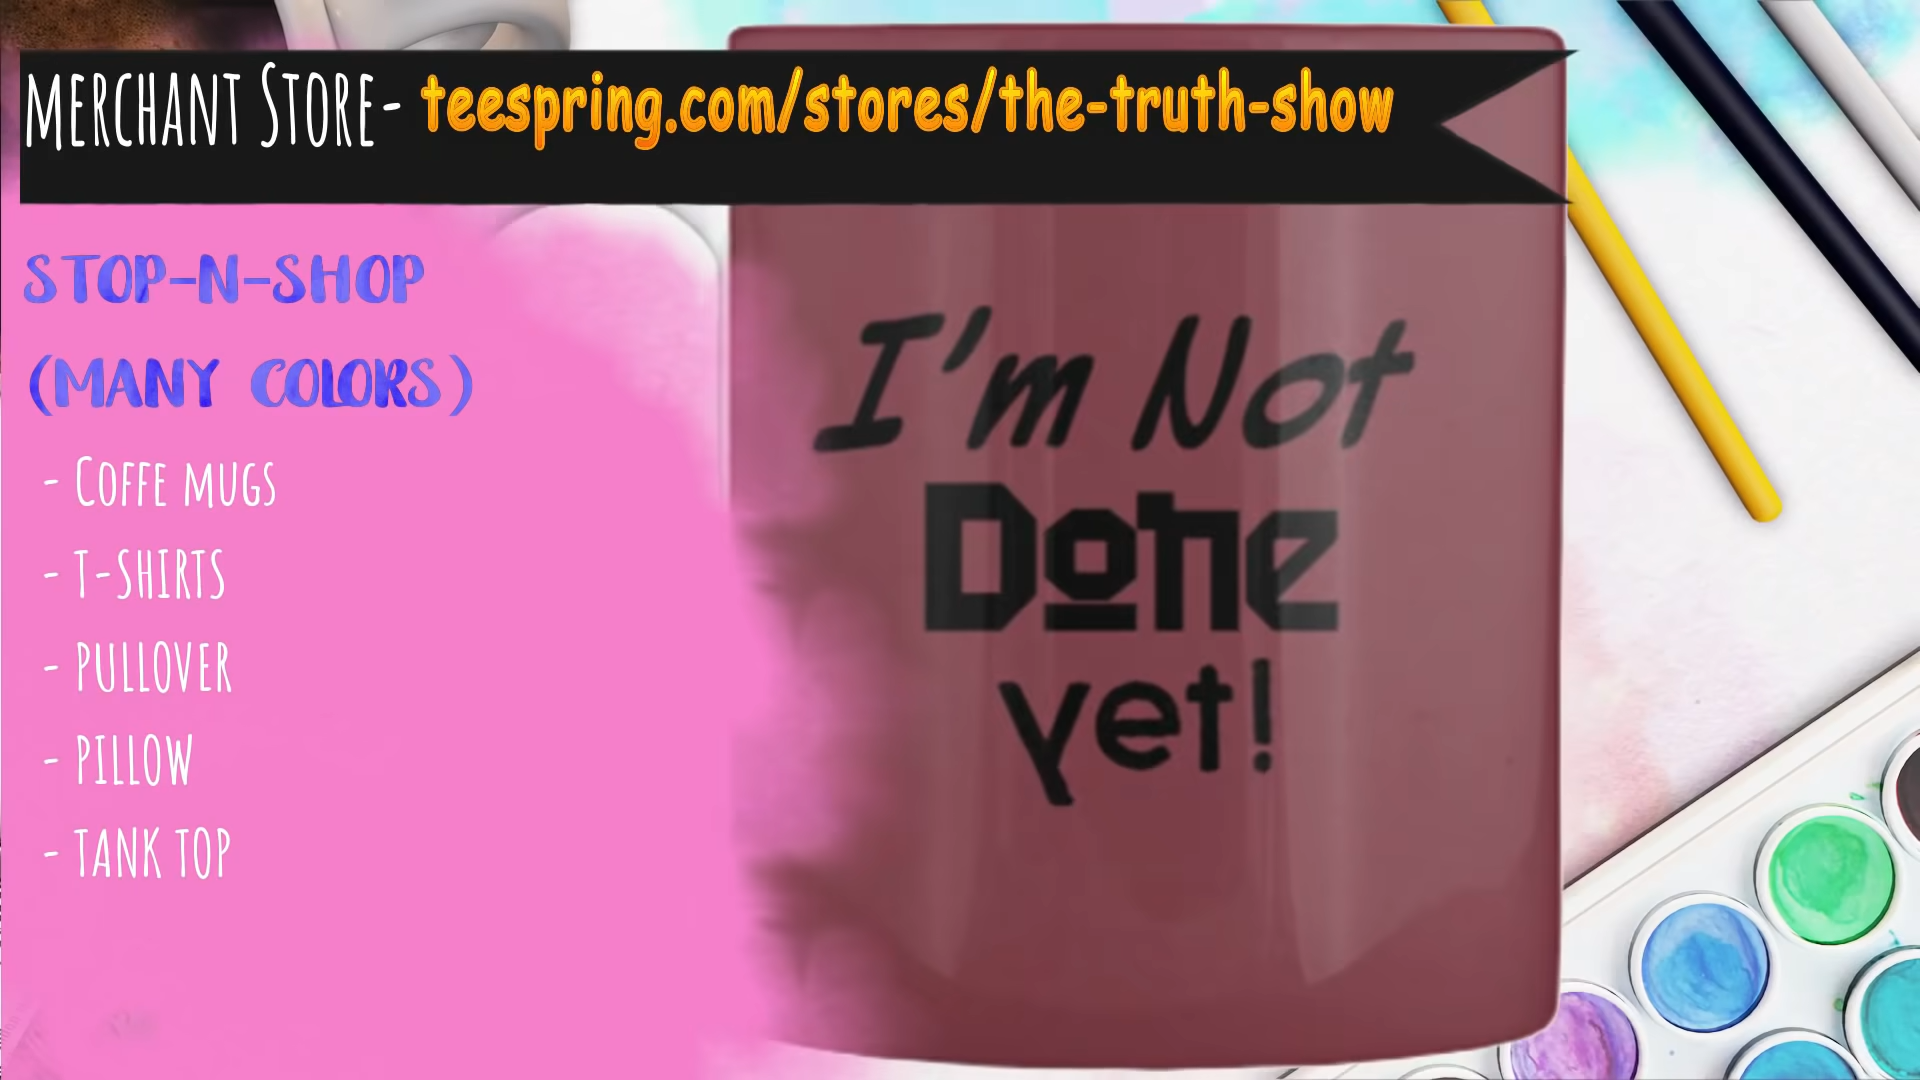 MERCHANT STORE- teespring.com/stores/the-truth-show
STOP-N-SHOP
(MANY COLORS)
- COFFE MUGS
- T-SHIRTS
- PULLOVER
- PILLOW
- TANK TOP
I'm Not
Done
yet!